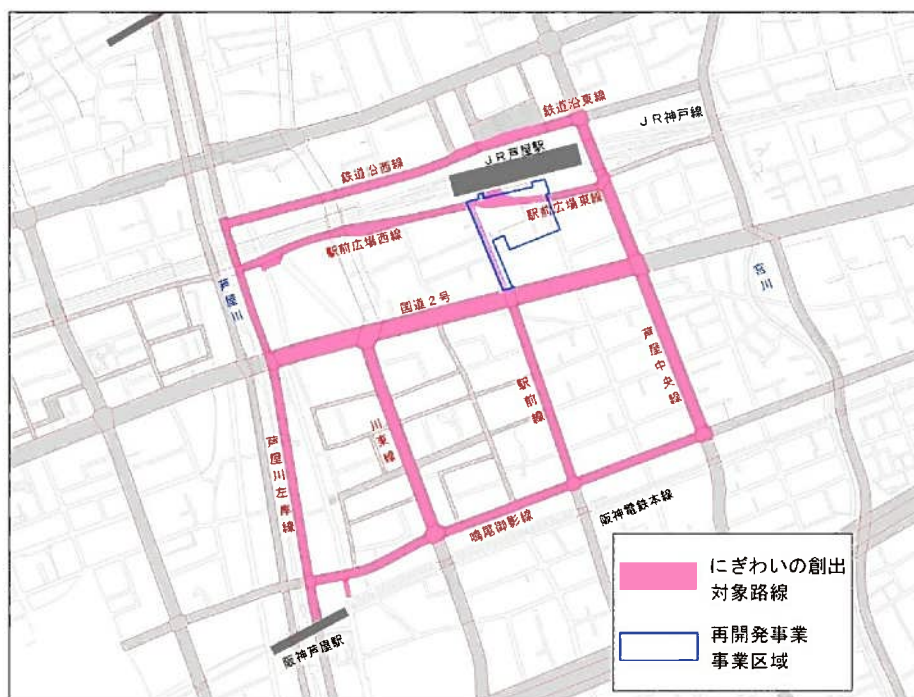 鉄道沿東線
JR神戸線
JR芦屋駅
鉄道沿西線
駅前広場東線
駅前広場西線
芦屋川
宮川
国道2号
芦屋中央線
駅前線
川東線
芦屋川左岸線
鳴尾御影線
阪神電鉄本線
阪神芦屋駅
にぎわいの創出
対象路線
再開発事業
事業区域